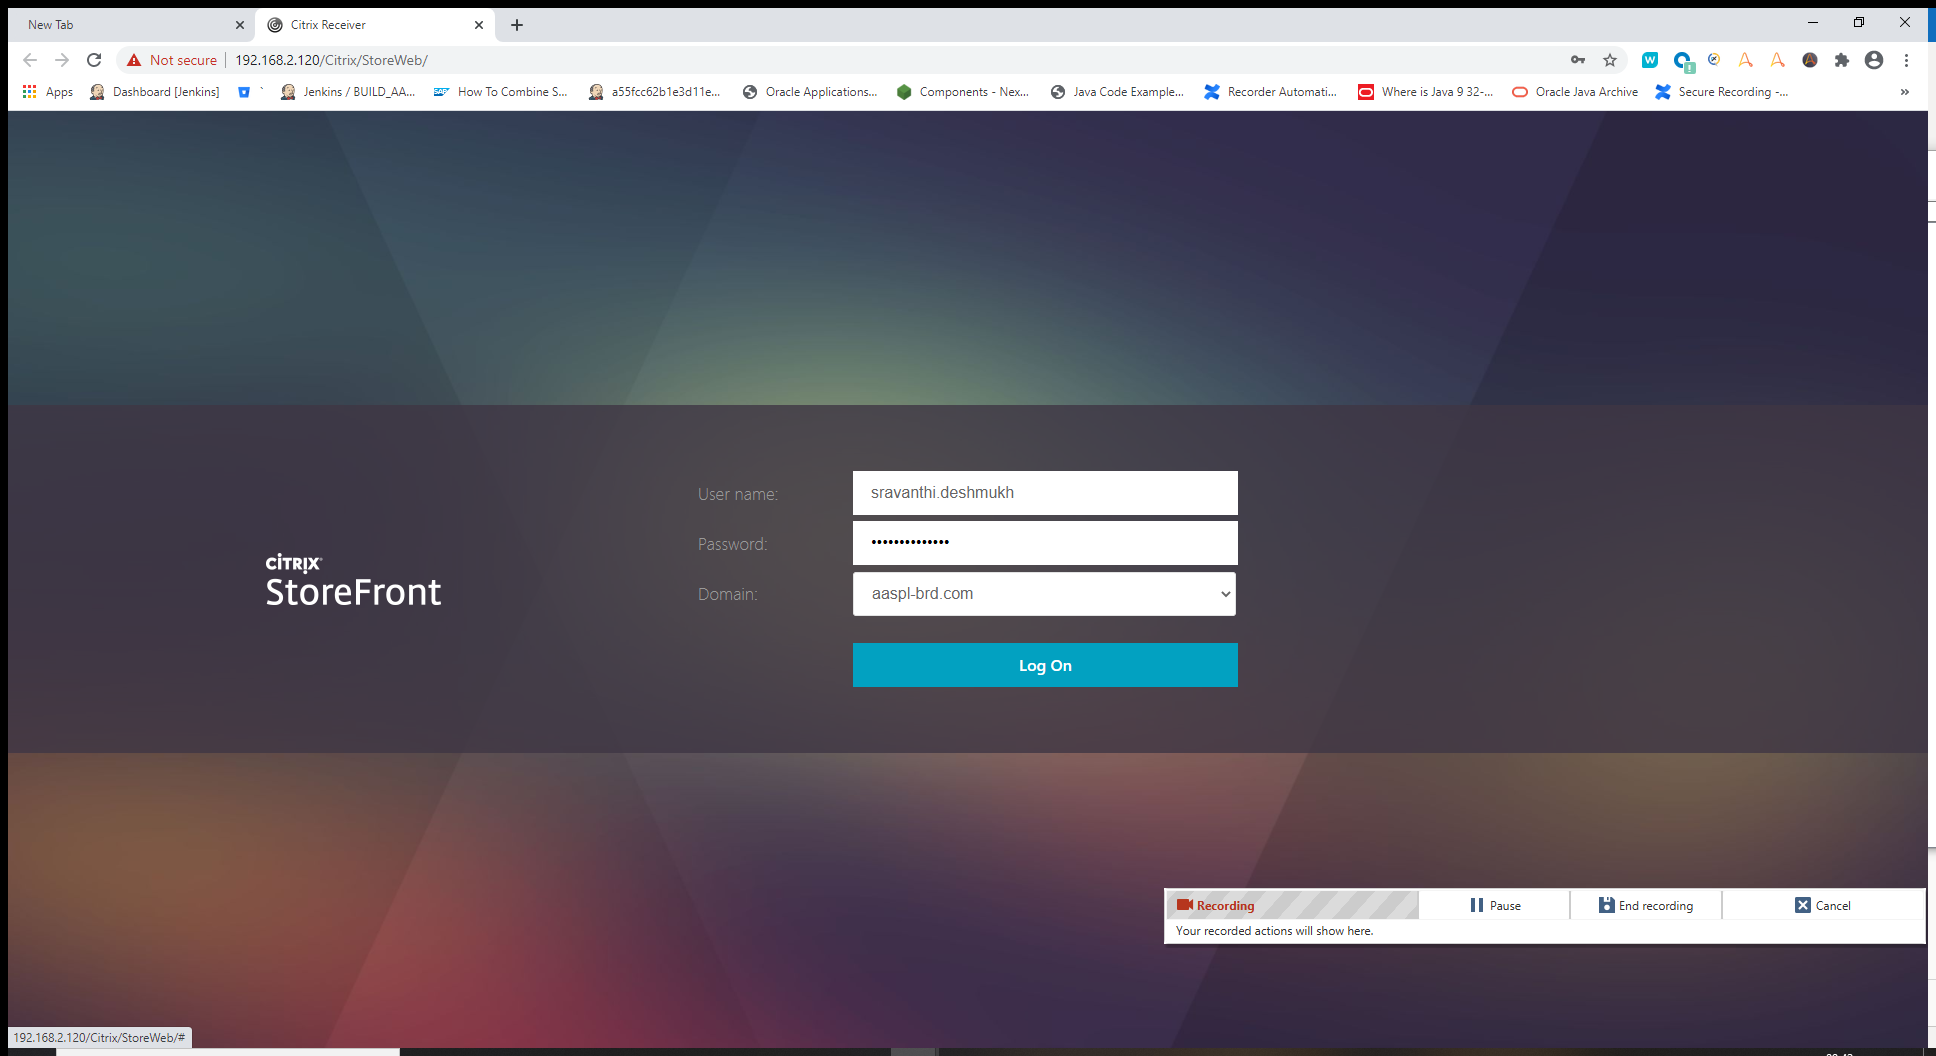 New Tab
Citrix Receiver
Not secure
192.168.2.120/Citrix/StoreWeb/
Apps
Dashboard [Jenkins]
`
Jenkins / BUILD_AA...
How To Combine S...
a55fcc62b1e3d11e...
Oracle Applications...
Components - Nex...
Java Code Example...
Recorder Automati...
Where is Java 9 32-...
Oracle Java Archive
Secure Recording -...
»
User name:
sravanthi.deshmukh
Password:
••••••••••••••
Domain:
aaspl-brd.com
CITRIX
StoreFront
Log On
Recording
Pause
End recording
Cancel
Your recorded actions will show here.
192.168.2.120/Citrix/StoreWeb/#